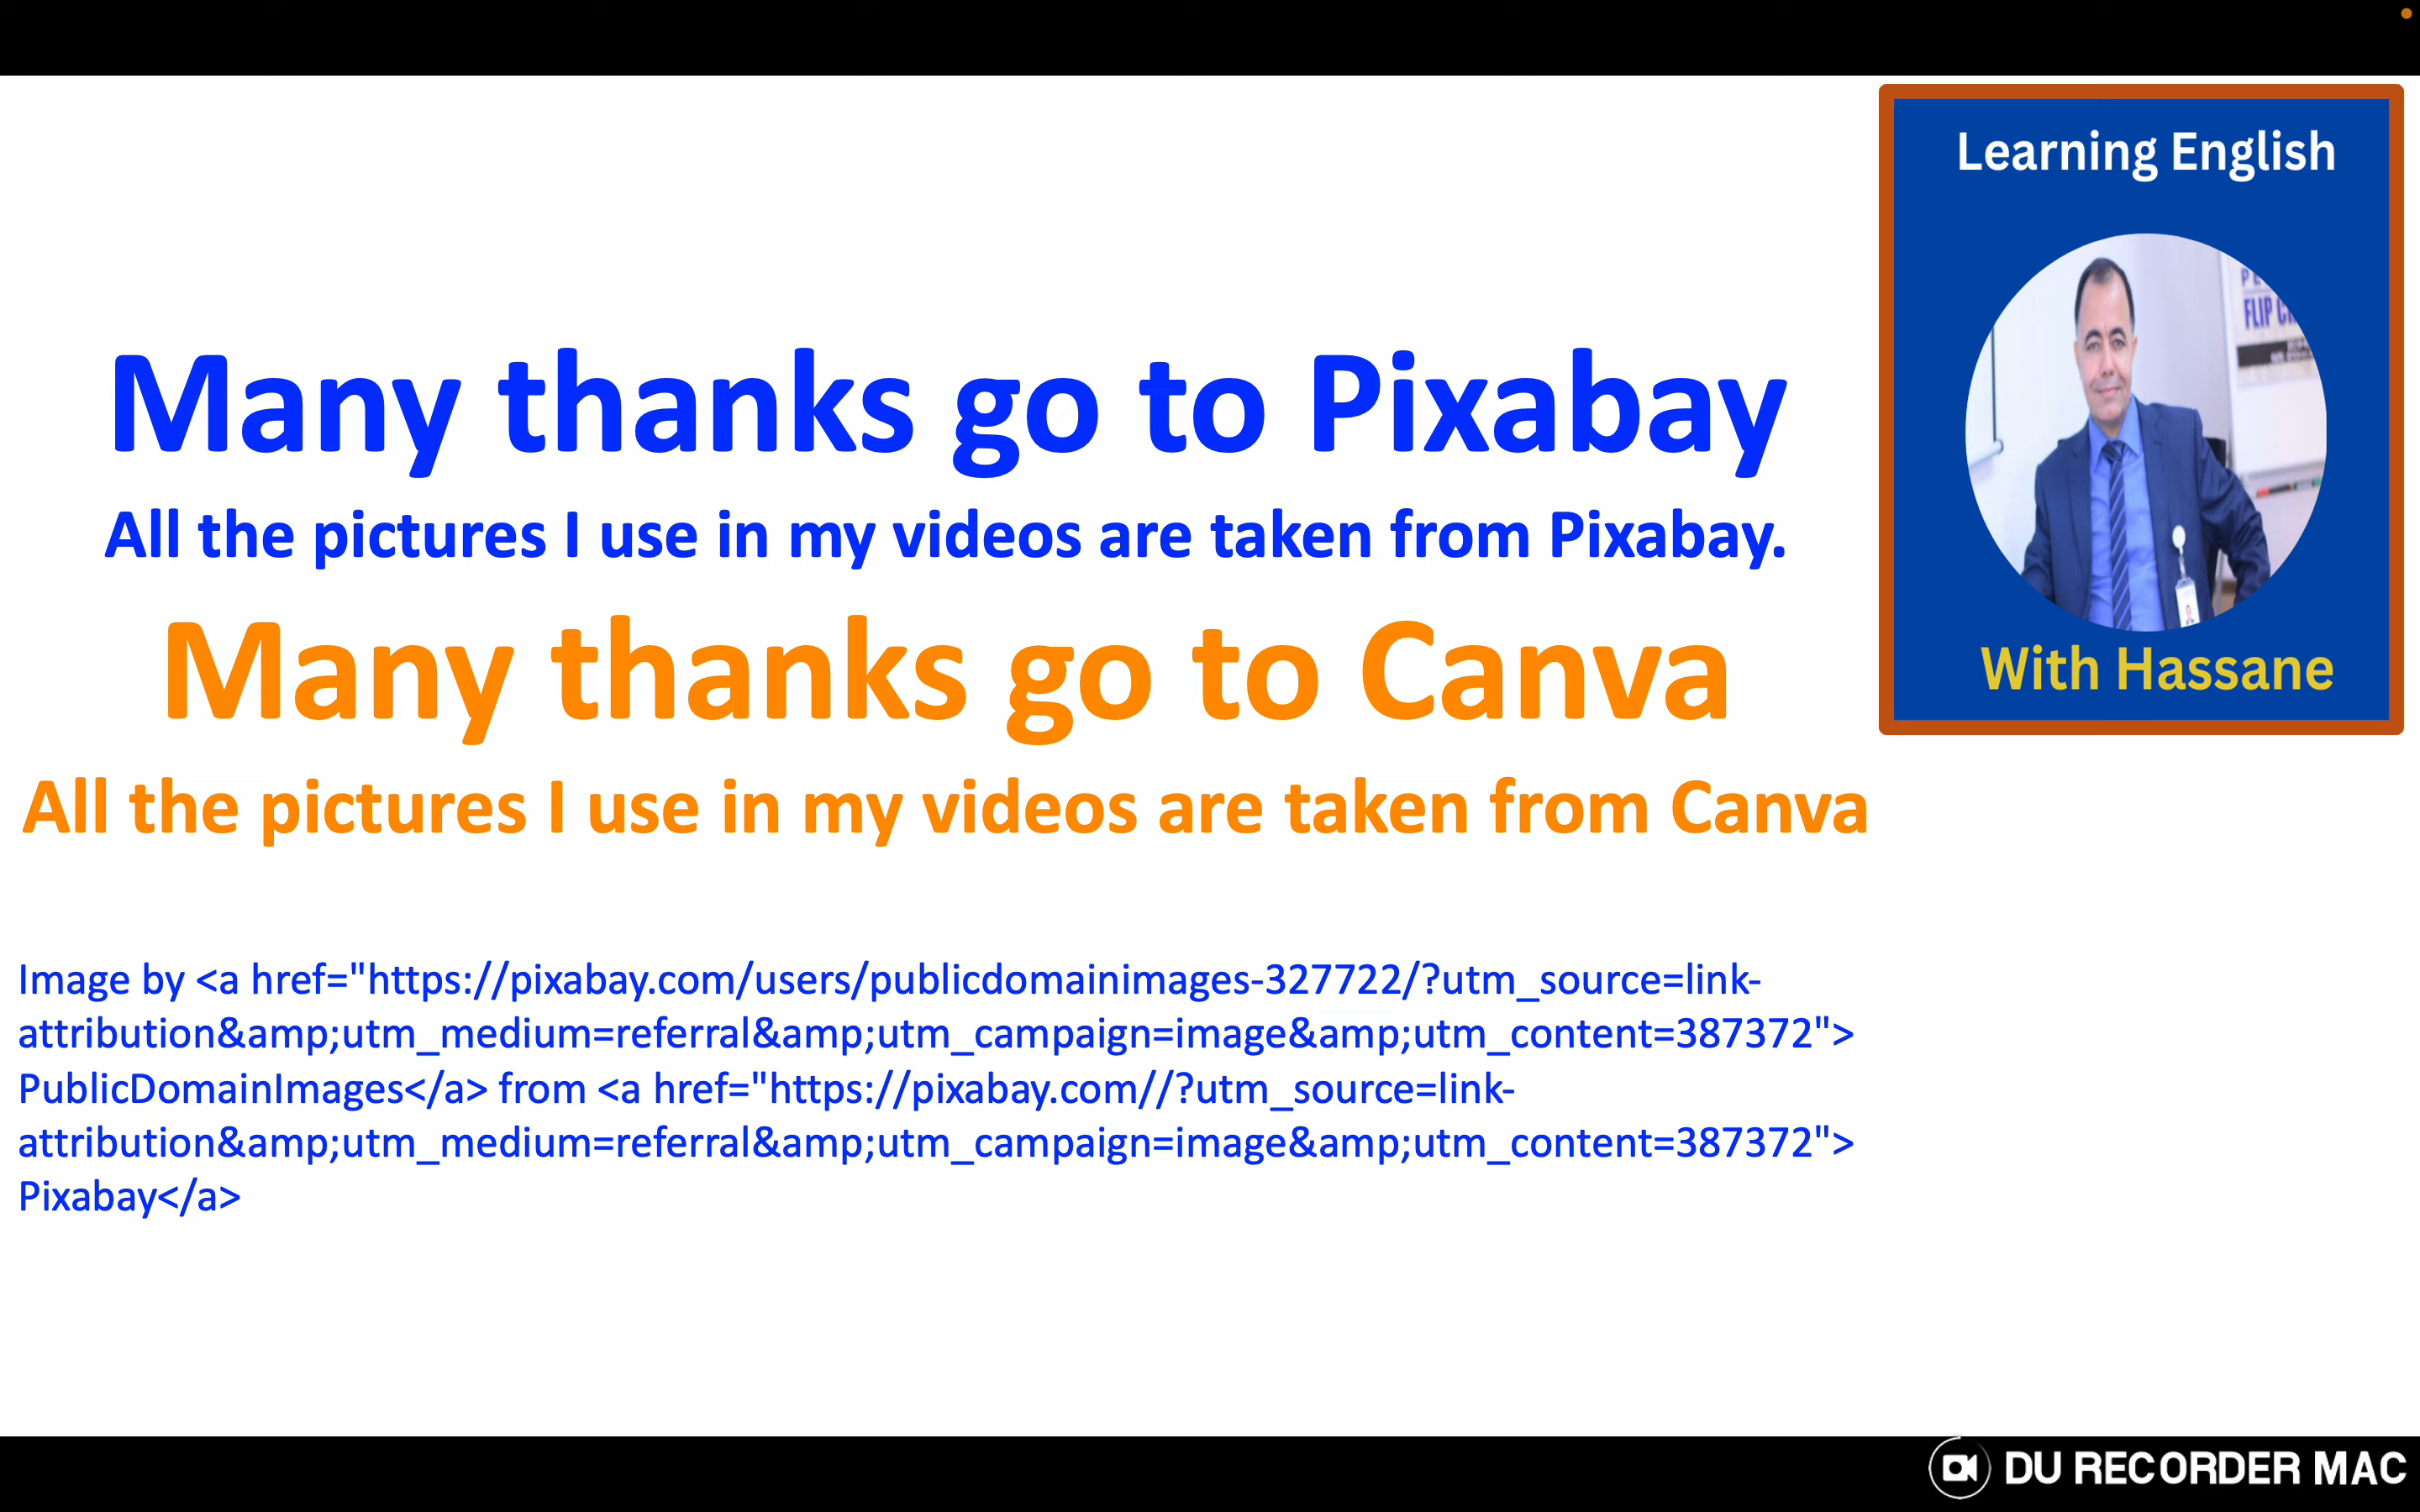 Learning English
FLIP
With Hassane
Many thanks go to Pixabay
All the pictures I use in my videos are taken from Pixabay.
Many thanks go to Canva
All the pictures I use in my videos are taken from Canva
Image by <a href="https://pixabay.com/users/publicdomainimages-327722/?utm_source=link-
attribution&amp;utm_medium=referral&amp;utm_campaign=image&amp;utm_content=387372">
PublicDomainImages</a> from <a href="https://pixabay.com//?utm_source=link-
attribution&amp;utm_medium=referral&amp;utm_campaign=image&amp;utm_content=387372">
Pixabay</a>
DU RECORDER MAC